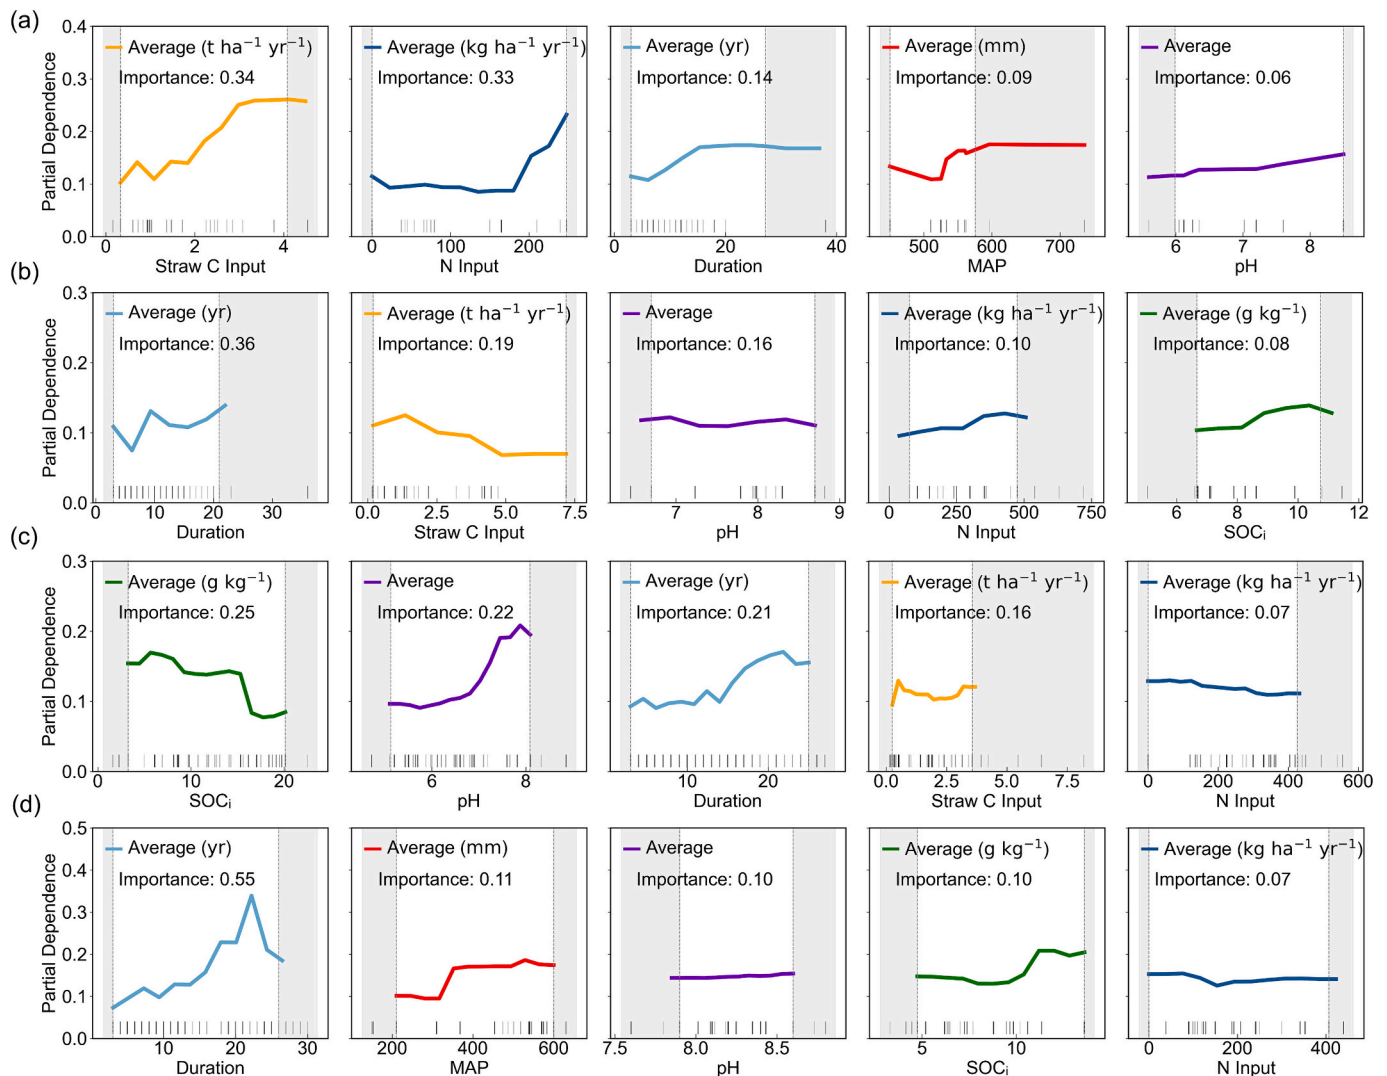 (a)
Partial Dependence
0.4
0.3
0.2
0.1
0.0
Average (t ha⁻¹ yr⁻¹)
Importance: 0.34
0 2 4
Straw C Input
Average (kg ha⁻¹ yr⁻¹)
Importance: 0.33
0 100 200
N Input
Average (yr)
Importance: 0.14
0 20 40
Duration
Average (mm)
Importance: 0.09
500 600 700
MAP
Average
Importance: 0.06
6 7 8
pH
(b)
Partial Dependence
0.3
0.2
0.1
0.0
Average (yr)
Importance: 0.36
0 10 20 30
Duration
Average (t ha⁻¹ yr⁻¹)
Importance: 0.19
0.0 2.5 5.0 7.5
Straw C Input
Average
Importance: 0.16
7 8 9
pH
Average (kg ha⁻¹ yr⁻¹)
Importance: 0.10
0 250 500 750
N Input
Average (g kg⁻¹)
Importance: 0.08
6 8 10 12
SOCᵢ
(c)
Partial Dependence
0.3
0.2
0.1
0.0
Average (g kg⁻¹)
Importance: 0.25
0 10 20
SOCᵢ
Average
Importance: 0.22
6 8
pH
Average (yr)
Importance: 0.21
10 20
Duration
Average (t ha⁻¹ yr⁻¹)
Importance: 0.16
0.0 2.5 5.0 7.5
Straw C Input
Average (kg ha⁻¹ yr⁻¹)
Importance: 0.07
0 200 400 600
N Input
(d)
Partial Dependence
0.5
0.4
0.3
0.2
0.1
0.0
Average (yr)
Importance: 0.55
10 20 30
Duration
Average (mm)
Importance: 0.11
200 400 600
MAP
Average
Importance: 0.10
7.5 8.0 8.5
pH
Average (g kg⁻¹)
Importance: 0.10
5 10
SOCᵢ
Average (kg ha⁻¹ yr⁻¹)
Importance: 0.07
0 200 400
N Input